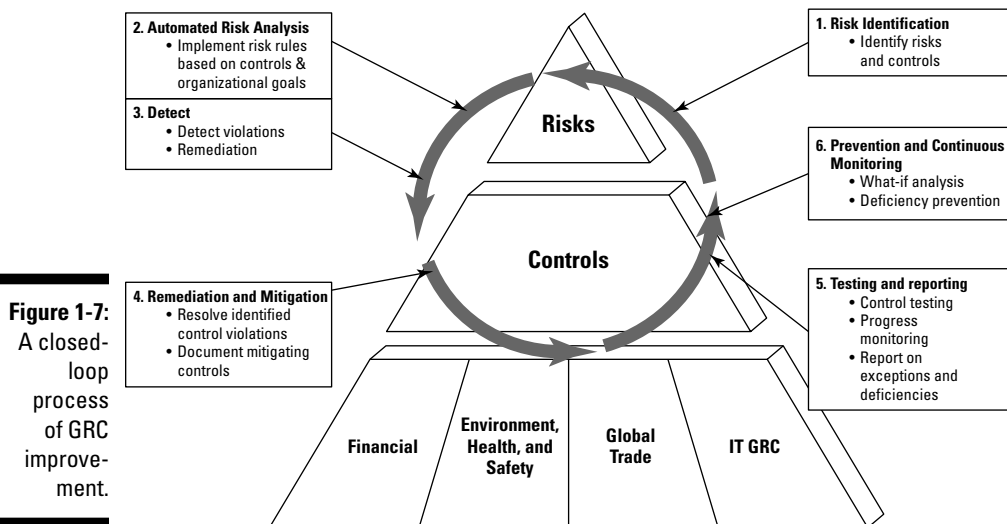 2. Automated Risk Analysis
• Implement risk rules
based on controls &
organizational goals
3. Detect
• Detect violations
• Remediation
4. Remediation and Mitigation
• Resolve identified
control violations
• Document mitigating
controls
1. Risk Identification
• Identify risks
and controls
6. Prevention and Continuous
Monitoring
• What-if analysis
• Deficiency prevention
5. Testing and reporting
• Control testing
• Progress
monitoring
• Report on
exceptions and
deficiencies
Risks
Controls
Financial
Environment,
Health, and
Safety
Global
Trade
IT GRC
Figure 1-7:
A closed-
loop
process
of GRC
improve-
ment.